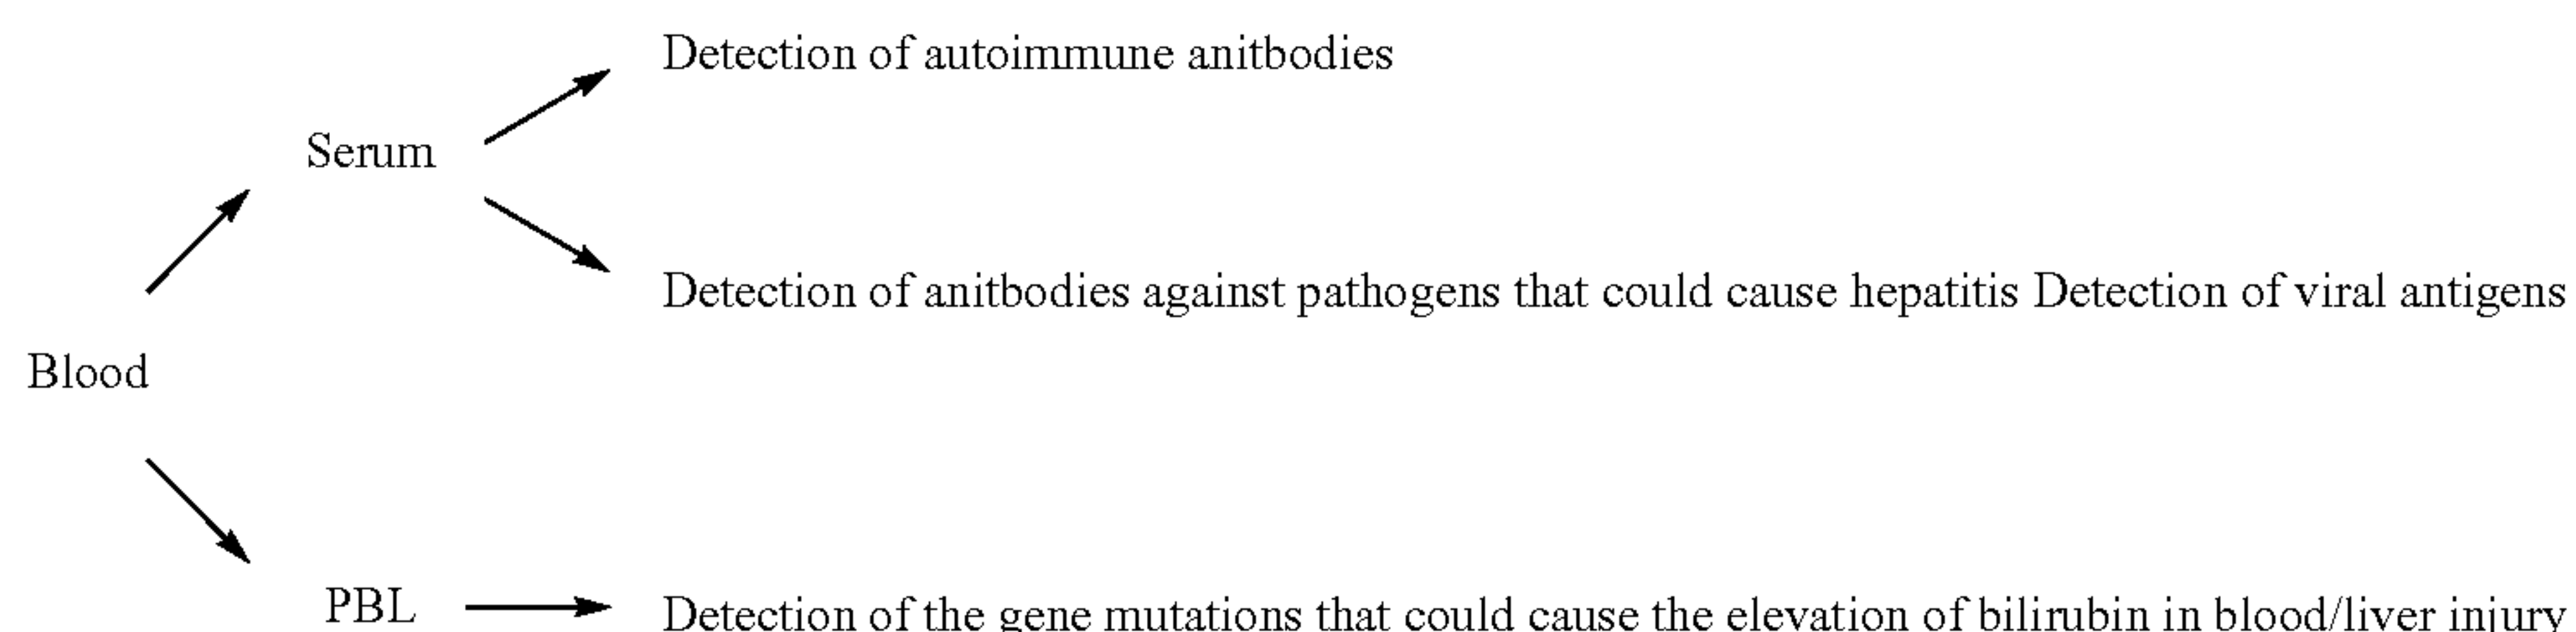 Detection of autoimmune anitbodies
Serum
Detection of anitbodies against pathogens that could cause hepatitis Detection of viral antigens
Blood
PBL
Detection of the gene mutations that could cause the elevation of bilirubin in blood/liver injury